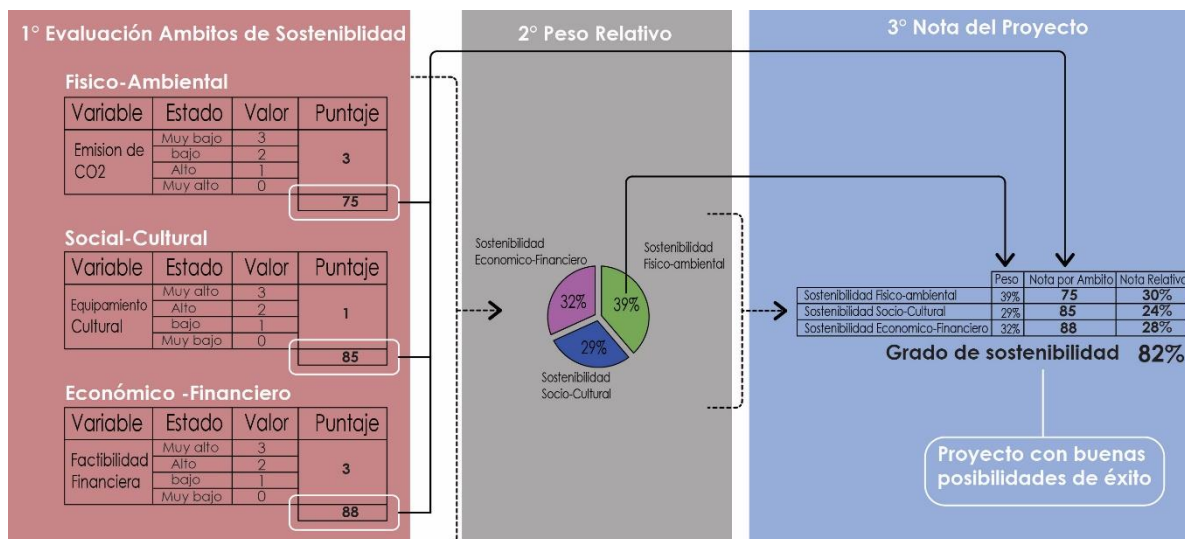 1° Evaluación Ambitos de Sosteniblidad
Fisico-Ambiental
Variable Estado Valor Puntaje
Emision de CO2
Muy bajo 3
bajo 2
Alto 1
Muy alto 0
3
75
Social-Cultural
Variable Estado Valor Puntaje
Equipamiento
Cultural
Muy alto 3
Alto 2
bajo 1
Muy bajo 0
1
85
Económico -Financiero
Variable Estado Valor Puntaje
Factibilidad
Financiera
Muy alto 3
Alto 2
bajo 1
Muy bajo 0
3
88
2° Peso Relativo
Sostenibilidad
Economico-Financiero
Sostenibilidad
Fisico-ambiental
32%
39%
29%
Sostenibilidad
Socio-Cultural
3° Nota del Proyecto
Peso Nota por Ambito Nota Relativa
Sostenibilidad Fisico-ambiental 39% 75 30%
Sostenibilidad Socio-Cultural 29% 85 24%
Sostenibilidad Economico-Financiero 32% 88 28%
Grado de sostenibilidad 82%
Proyecto con buenas
posibilidades de éxito